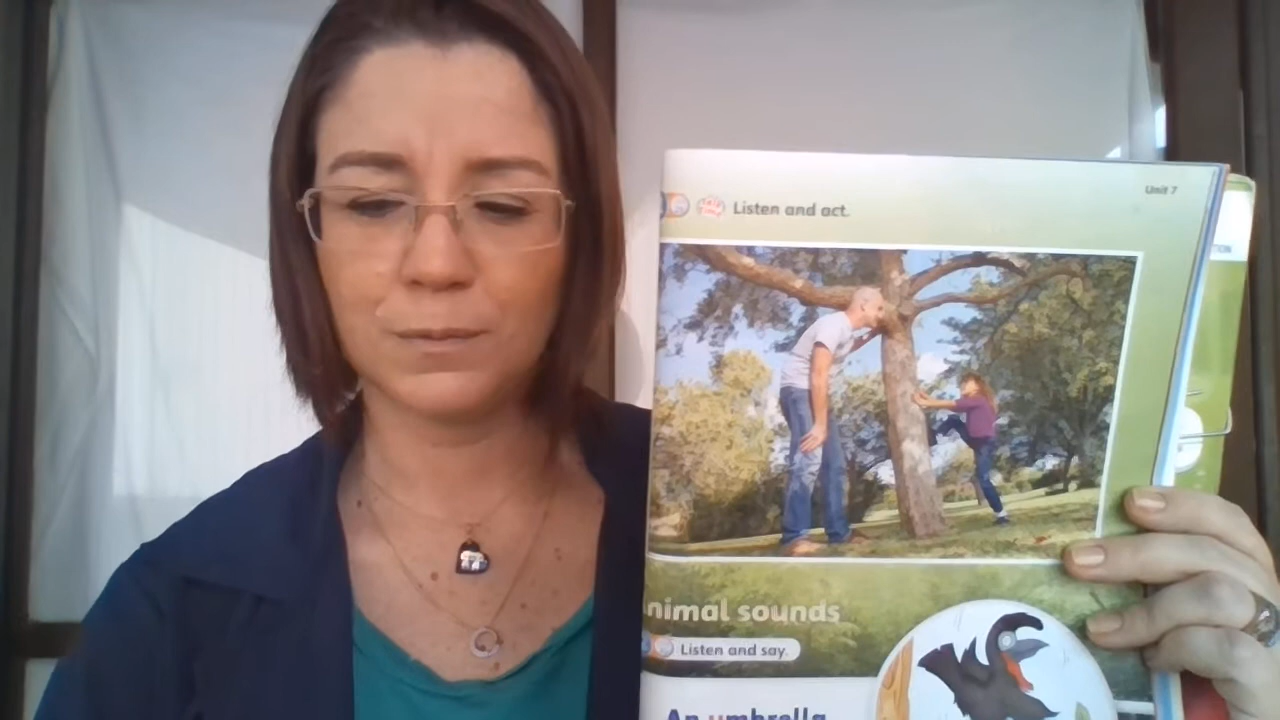 Unit 7
Listen and act.
nimal sounds
Listen and say.
An umbrella